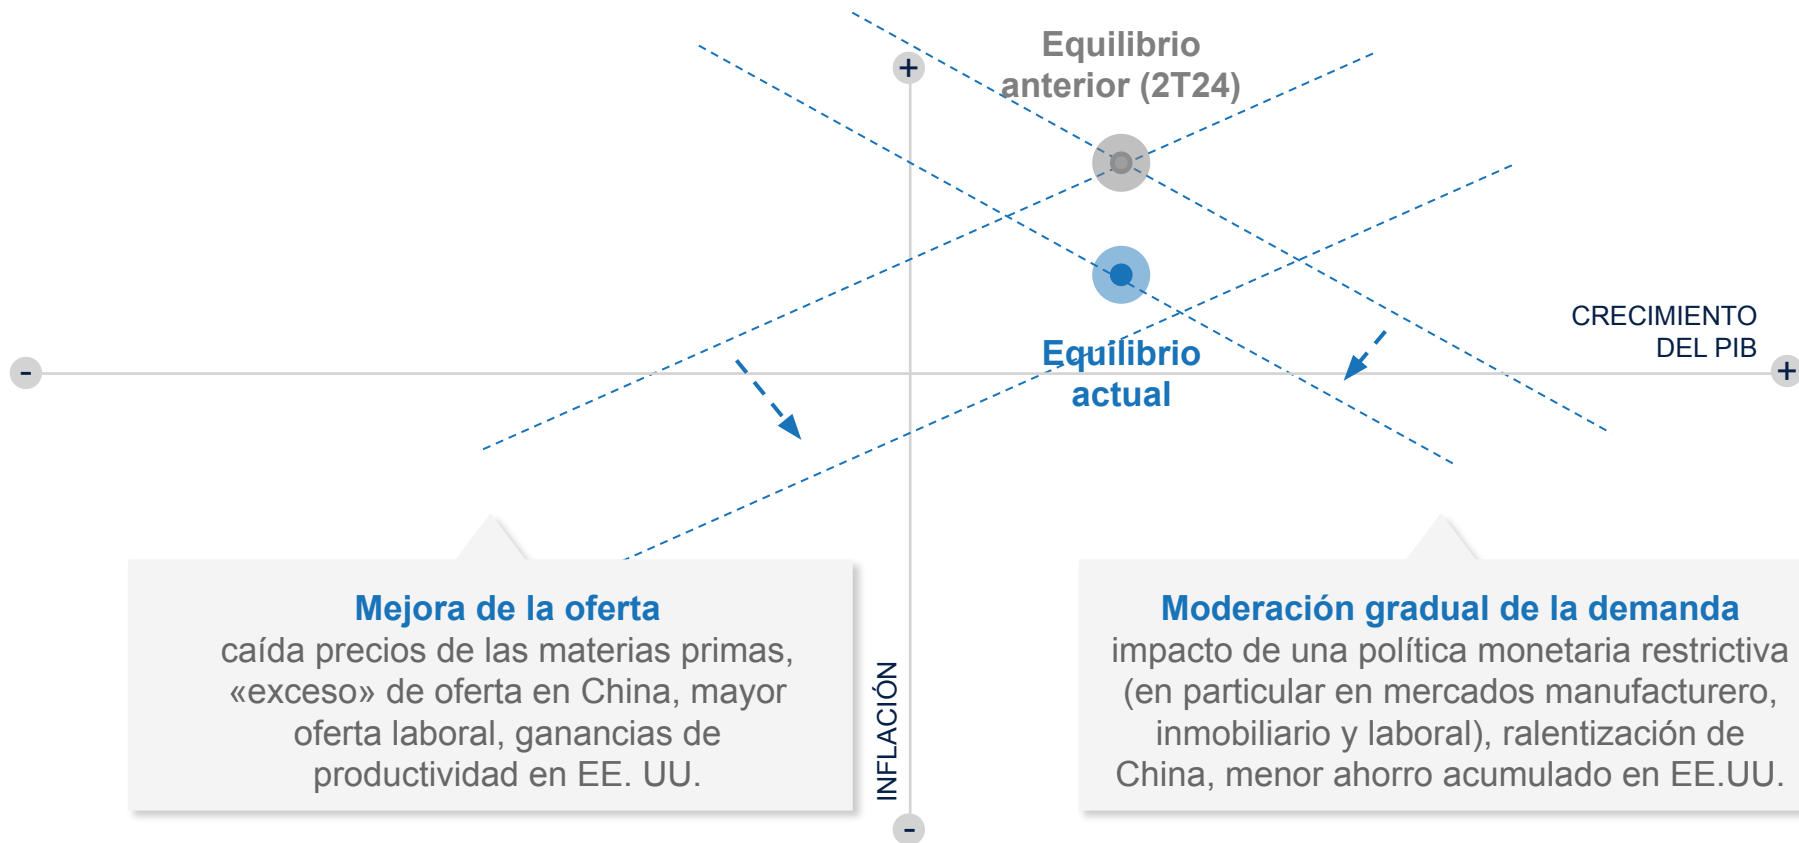 Equilibrio
anterior (2T24)
+
CRECIMIENTO
DEL PIB
-
+
Equilibrio
actual
Mejora de la oferta
caída precios de las materias primas,
«exceso» de oferta en China, mayor
oferta laboral, ganancias de
productividad en EE. UU.
INFLACIÓN
-
Moderación gradual de la demanda
impacto de una política monetaria restrictiva
(en particular en mercados manufacturero,
inmobiliario y laboral), ralentización de
China, menor ahorro acumulado en EE.UU.